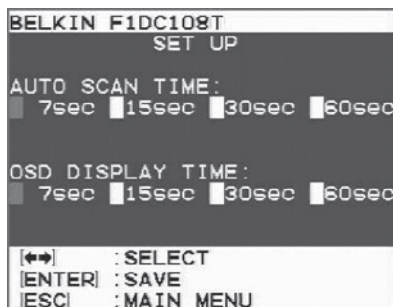 BELKIN F1DC108T
SET UP
AUTO SCAN TIME:
7sec 15sec 30sec 60sec
OSD DISPLAY TIME:
7sec 15sec 30sec 60sec
[↔] :SELECT
[ENTER] :SAVE
[ESC] :MAIN MENU